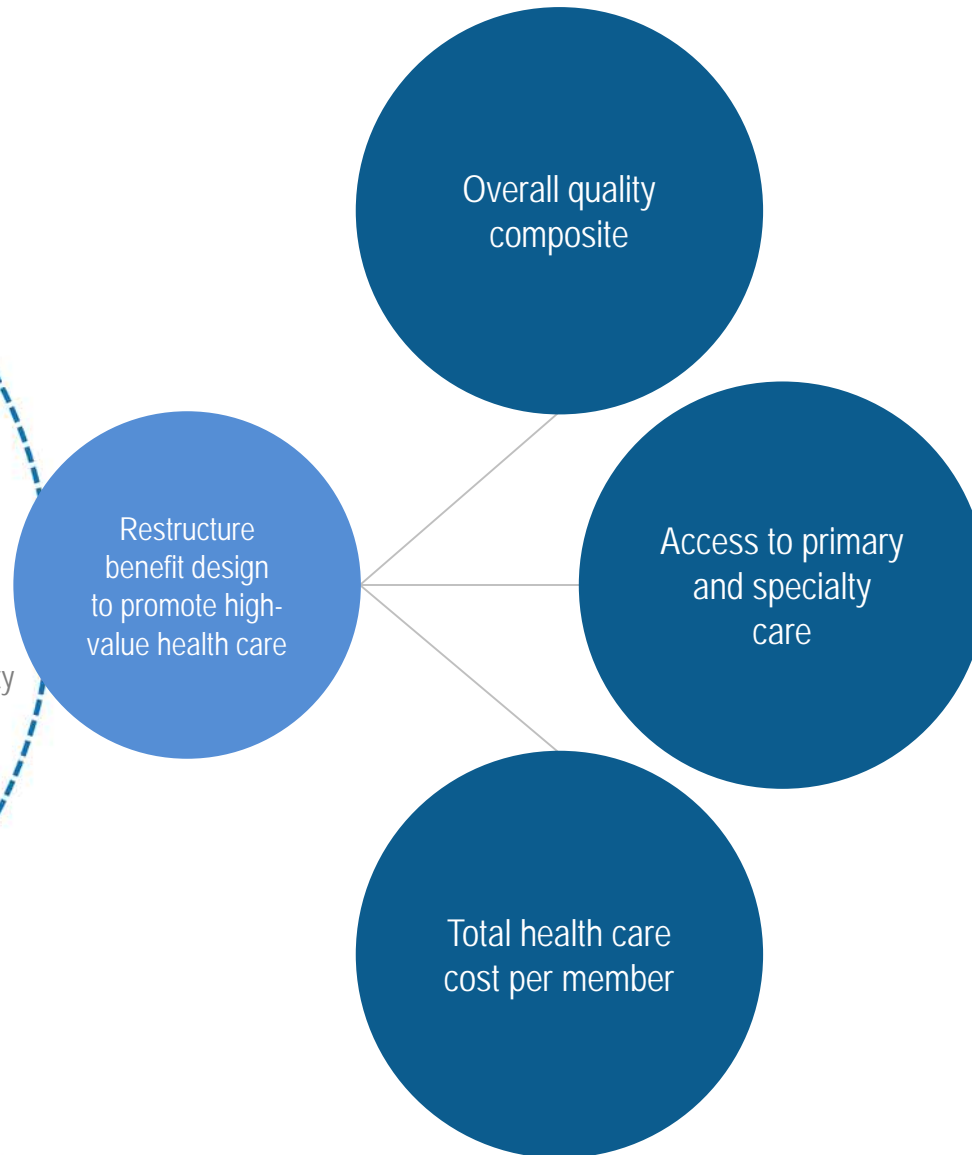 Overall quality
composite
Restructure
benefit design
to promote high-
value health care
Access to primary
and specialty
care
Total health care
cost per member